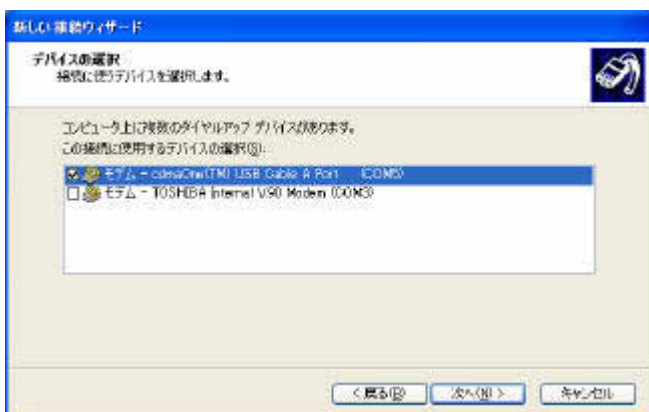 新しい接続ウィザード
デバイスの選択
接続に使うデバイスを選択します。
コンピュータ上に複数のダイヤルアップ デバイスがあります。
この接続に使用するデバイスの選択(S):
モデム - cdmaOne(TM) USB Cable A Port (COM5)
モデム - TOSHIBA Internal V.90 Modem (COM3)
< 戻る(B)
次へ(N) >
キャンセル